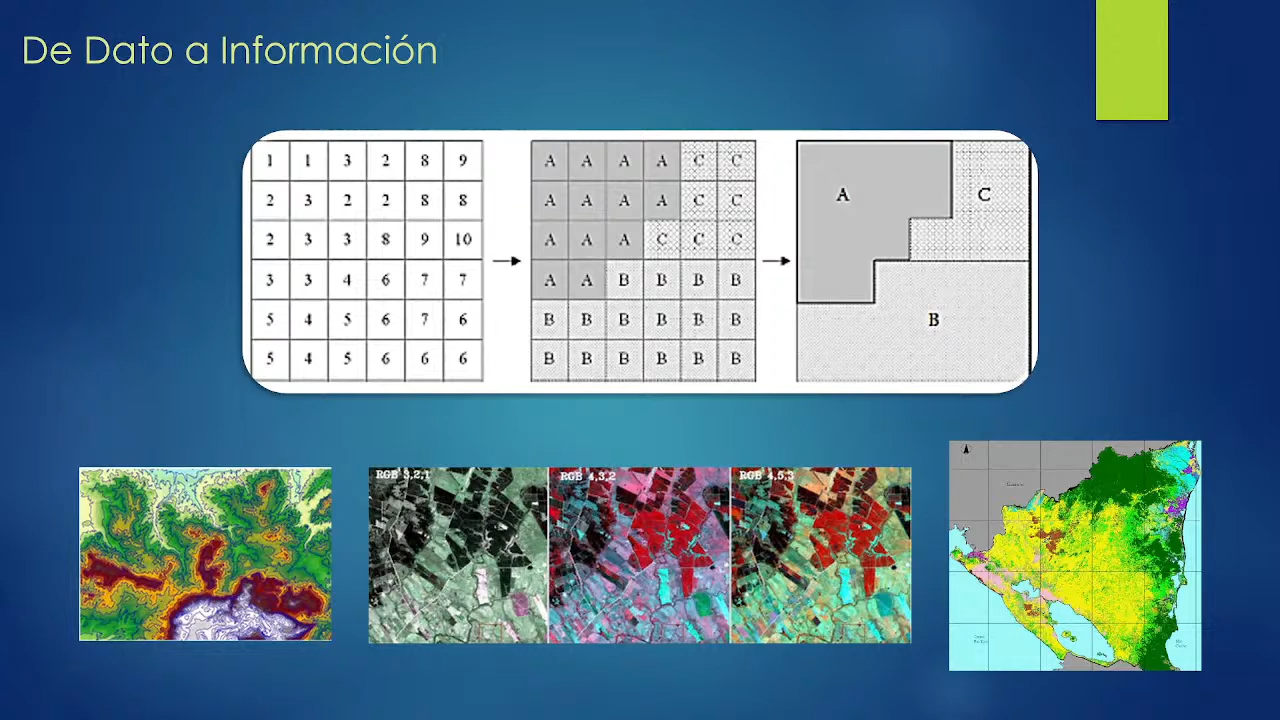 De Dato a Información
1 1 3 2 8 9
2 3 2 2 8 8
2 3 3 8 9 10
3 3 4 6 7 7
5 4 5 6 7 6
5 4 5 6 6 6
A A A A C C
A A A A C C
A A A C C C
A A B B B B
B B B B B B
B B B B B B
A
C
B
RGB 3,2,1
RGB 4,3,2
RGB 4,5,3